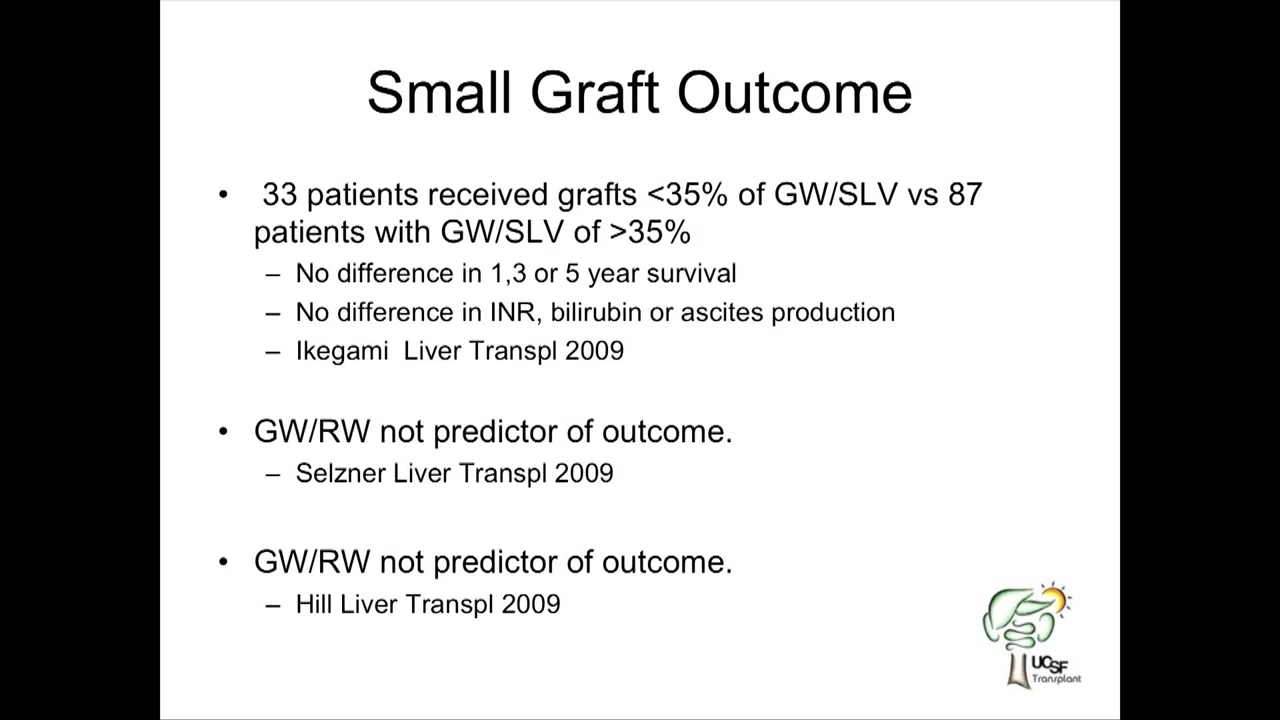 Small Graft Outcome
• 33 patients received grafts <35% of GW/SLV vs 87
patients with GW/SLV of >35%
– No difference in 1,3 or 5 year survival
– No difference in INR, bilirubin or ascites production
– Ikegami  Liver Transpl 2009
• GW/RW not predictor of outcome.
– Selzner Liver Transpl 2009
• GW/RW not predictor of outcome.
– Hill Liver Transpl 2009
UCSF
Transplant